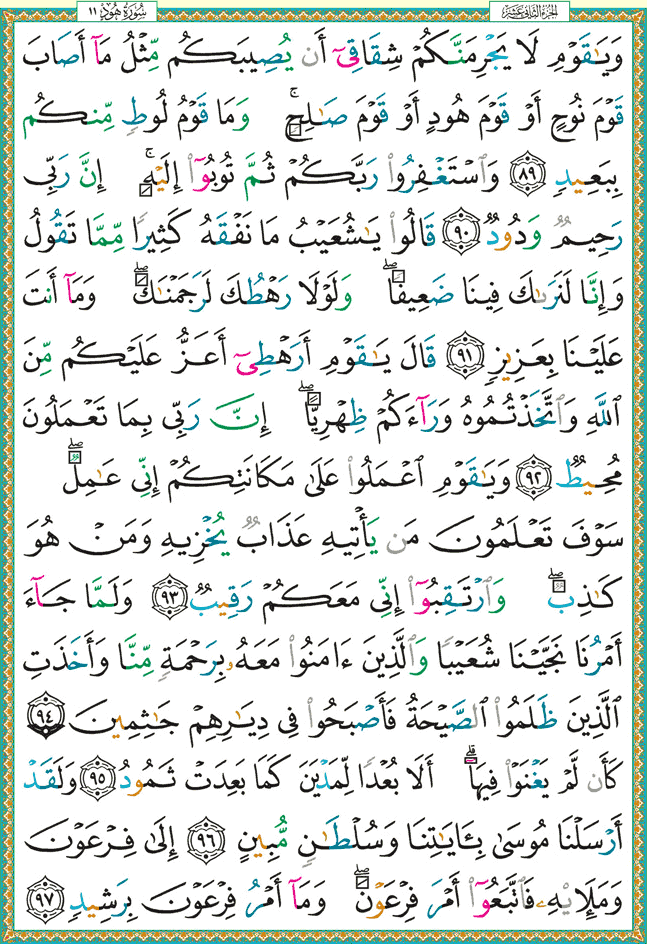 سُورَةُ هُودٍ ١١
الجزء الثاني عشر
وَيَٰقَوۡمِ لَا يَجۡرِمَنَّكُمۡ شِقَاقِيٓ أَن يُصِيبَكُم مِّثۡلُ مَآ أَصَابَ
قَوۡمَ نُوحٍ أَوۡ قَوۡمَ هُودٍ أَوۡ قَوۡمَ صَٰلِحٖۚ وَمَا قَوۡمُ لُوطٖ مِّنكُم
بِبَعِيدٖ ٨٩ وَٱسۡتَغۡفِرُواْ رَبَّكُمۡ ثُمَّ تُوبُوٓاْ إِلَيۡهِۚ إِنَّ رَبِّي
رَحِيمٞ وَدُودٞ ٩٠ قَالُواْ يَٰشُعَيۡبُ مَا نَفۡقَهُ كَثِيرٗا مِّمَّا تَقُولُ
وَإِنَّا لَنَرَىٰكَ فِينَا ضَعِيفٗاۖ وَلَوۡلَا رَهۡطُكَ لَرَجَمۡنَٰكَۖ وَمَآ أَنتَ
عَلَيۡنَا بِعَزِيزٖ ٩١ قَالَ يَٰقَوۡمِ أَرَهۡطِيٓ أَعَزُّ عَلَيۡكُم مِّنَ
ٱللَّهِ وَٱتَّخَذۡتُمُوهُ وَرَآءَكُمۡ ظِهۡرِيًّاۖ إِنَّ رَبِّي بِمَا تَعۡمَلُونَ
مُحِيطٞ ٩٢ وَيَٰقَوۡمِ ٱعۡمَلُواْ عَلَىٰ مَكَانَتِكُمۡ إِنِّي عَٰمِلٞۖ
سَوۡفَ تَعۡلَمُونَ مَن يَأۡتِيهِ عَذَابٞ يُخۡزِيهِ وَمَنۡ هُوَ
كَٰذِبٞۖ وَٱرۡتَقِبُوٓاْ إِنِّي مَعَكُمۡ رَقِيبٞ ٩٣ وَلَمَّا جَآءَ
أَمۡرُنَا نَجَّيۡنَا شُعَيۡبٗا وَٱلَّذِينَ ءَامَنُواْ مَعَهُۥ بِرَحۡمَةٖ مِّنَّا وَأَخَذَتِ
ٱلَّذِينَ ظَلَمُواْ ٱلصَّيۡحَةُ فَأَصۡبَحُواْ فِي دِيَٰرِهِمۡ جَٰثِمِينَ ٩٤
كَأَن لَّمۡ يَغۡنَوۡاْ فِيهَآۗ أَلَا بُعۡدٗا لِّمَدۡيَنَ كَمَا بَعِدَتۡ ثَمُودُ ٩٥ وَلَقَدۡ
أَرۡسَلۡنَا مُوسَىٰ بِـَٔايَٰتِنَا وَسُلۡطَٰنٖ مُّبِينٍ ٩٦ إِلَىٰ فِرۡعَوۡنَ
وَمَلَإِيْهِۦ فَٱتَّبَعُوٓاْ أَمۡرَ فِرۡعَوۡنَۖ وَمَآ أَمۡرُ فِرۡعَوۡنَ بِرَشِيدٖ ٩٧